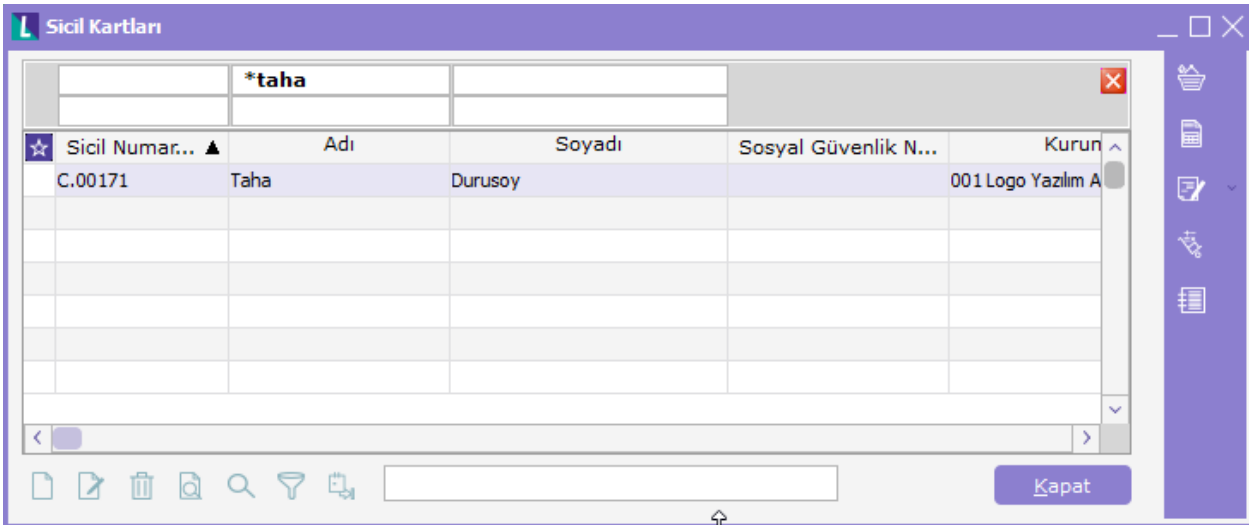 Sicil Kartları
*taha
Sicil Numar... Adı Soyadı Sosyal Güvenlik N... Kurun
C.00171 Taha Durusoy 001 Logo Yazılım A
Kapat